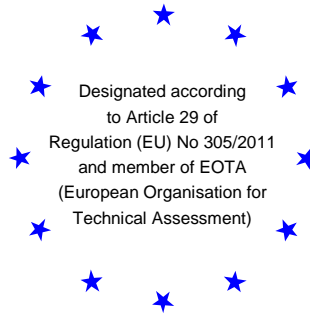 Designated according
to Article 29 of
Regulation (EU) No 305/2011
and member of EOTA
(European Organisation for
Technical Assessment)